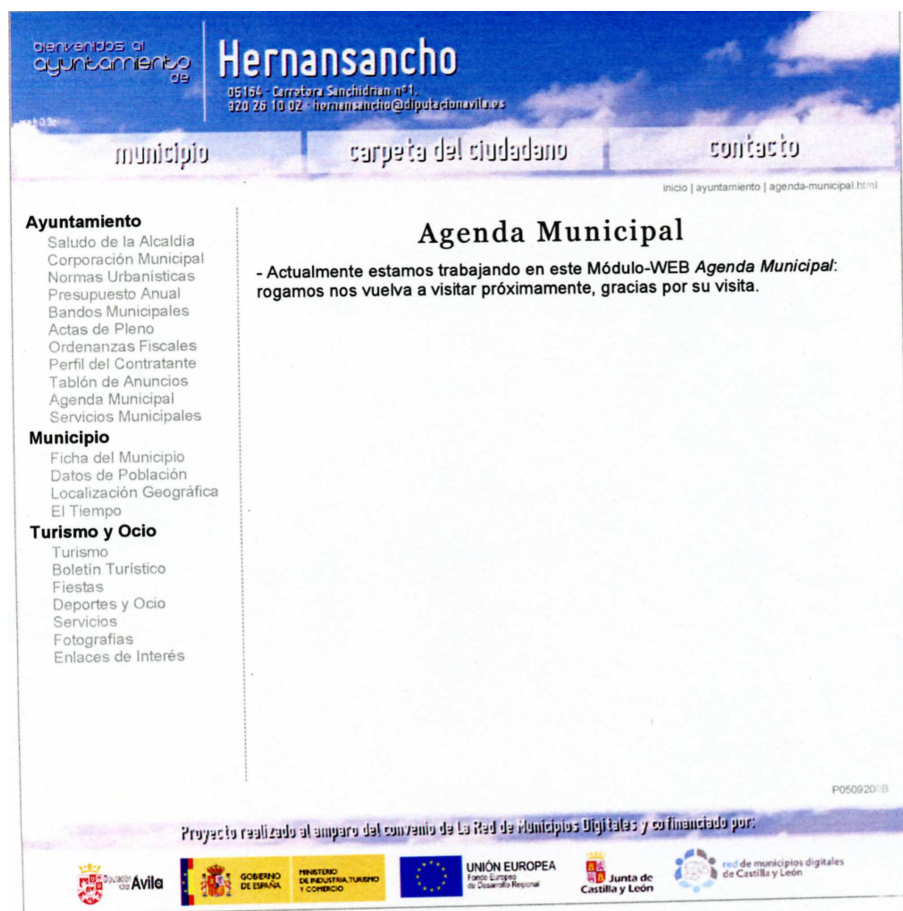 bienvenidos al
ayuntamiento
de
Hernansancho
05164 - Carretera Sanchidrian nº1.
920 26 10 02 - hernansancho@diputacionavila.es
web 0.3c
municipio
carpeta del ciudadano
contacto
inicio | ayuntamiento | agenda-municipal.html
Ayuntamiento
Saludo de la Alcaldía
Corporación Municipal
Normas Urbanísticas
Presupuesto Anual
Bandos Municipales
Actas de Pleno
Ordenanzas Fiscales
Perfil del Contratante
Tablón de Anuncios
Agenda Municipal
Servicios Municipales
Municipio
Ficha del Municipio
Datos de Población
Localización Geográfica
El Tiempo
Turismo y Ocio
Turismo
Boletín Turístico
Fiestas
Deportes y Ocio
Servicios
Fotografías
Enlaces de Interés
Agenda Municipal
- Actualmente estamos trabajando en este Módulo-WEB Agenda Municipal:
rogamos nos vuelva a visitar próximamente, gracias por su visita.
P0509200B
Proyecto realizado al amparo del convenio de La Red de Municipios Digitales y cofinanciado por:
Diputación
de Avila
GOBIERNO
DE ESPAÑA
MINISTERIO
DE INDUSTRIA, TURISMO
Y COMERCIO
UNIÓN EUROPEA
Fondo Europeo
de Desarrollo Regional
Junta de
Castilla y León
red de municipios digitales
de Castilla y León